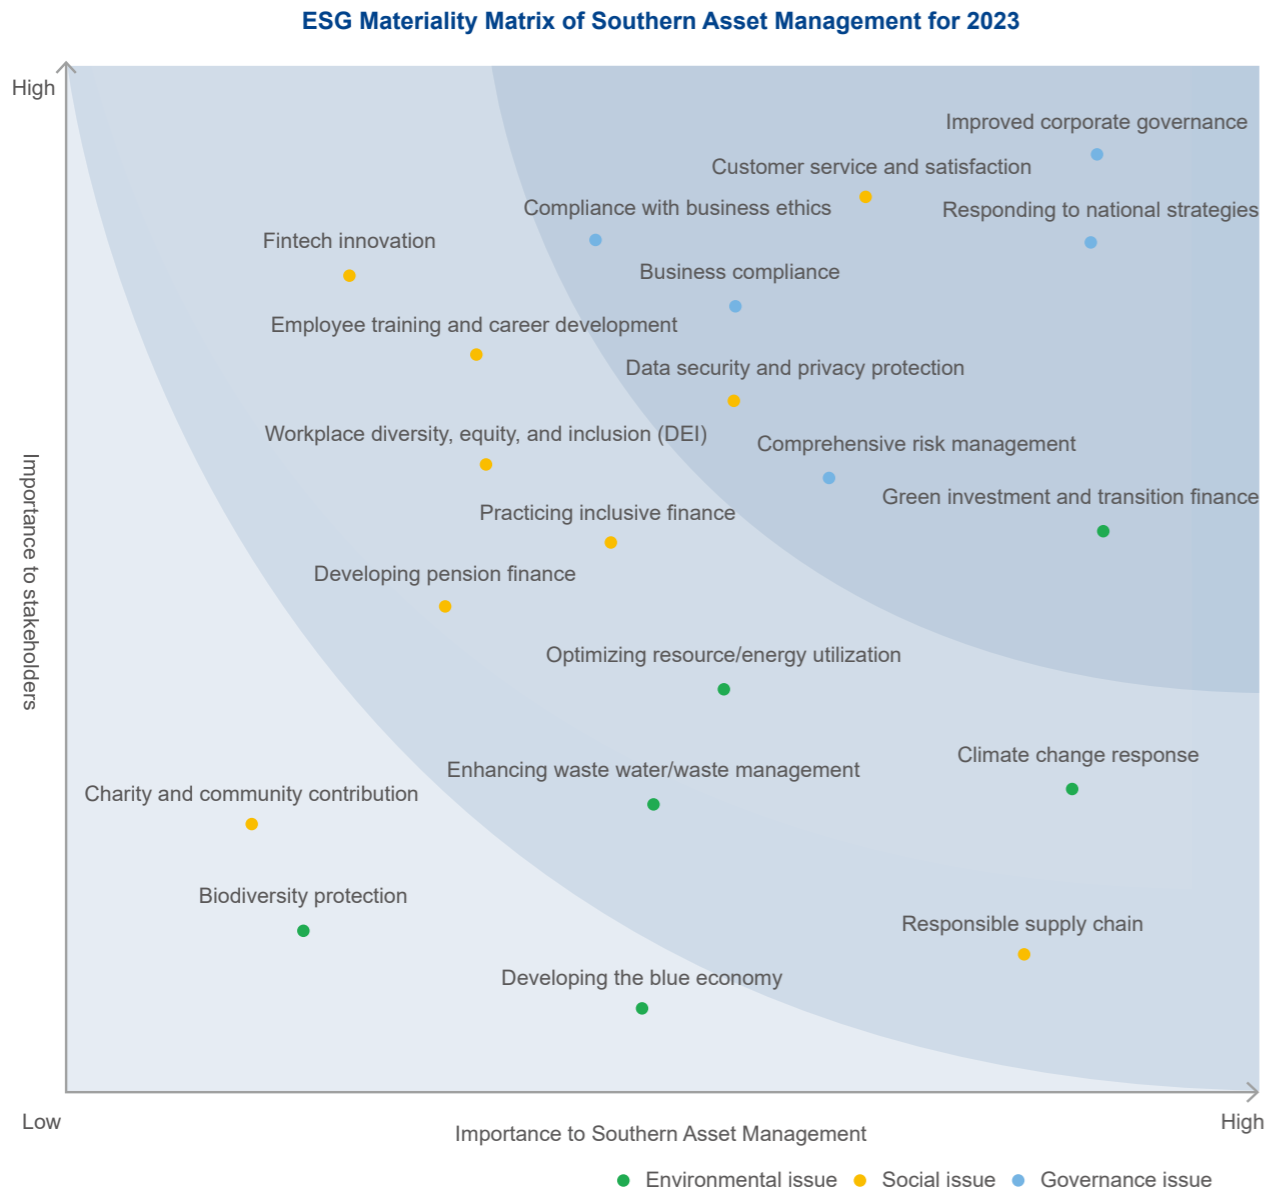 ESG Materiality Matrix of Southern Asset Management for 2023
High
Improved corporate governance
Customer service and satisfaction
Compliance with business ethics
Responding to national strategies
Fintech innovation
Business compliance
Employee training and career development
Data security and privacy protection
Workplace diversity, equity, and inclusion (DEI)
Comprehensive risk management
Green investment and transition finance
Practicing inclusive finance
Developing pension finance
Importance to stakeholders
Optimizing resource/energy utilization
Climate change response
Enhancing waste water/waste management
Charity and community contribution
Biodiversity protection
Responsible supply chain
Developing the blue economy
Low
High
Importance to Southern Asset Management
Environmental issue
Social issue
Governance issue